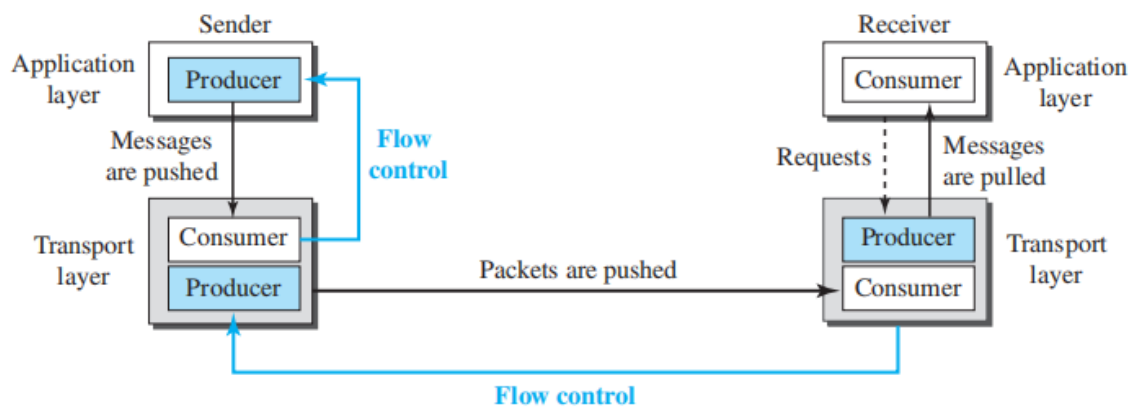 Sender
Receiver
Application
layer
Producer
Consumer
Application
layer
Messages
are pushed
Flow
control
Requests
Messages
are pulled
Transport
layer
Consumer
Producer
Packets are pushed
Producer
Consumer
Transport
layer
Flow control